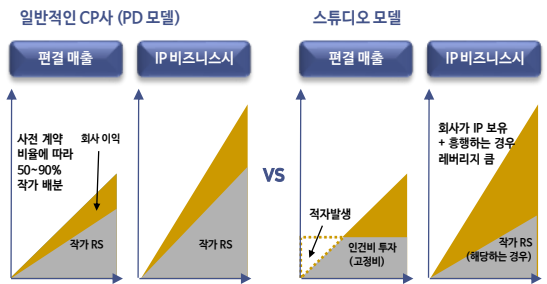 일반적인 CP사 (PD 모델)
스튜디오 모델
편결 매출
IP 비즈니스시
편결 매출
IP 비즈니스시
사전 계약
비율에 따라
50~90%
작가 배분
회사 이익
작가 RS
작가 RS
VS
적자발생
인건비 투자
(고정비)
회사가 IP 보유
+ 흥행하는 경우
레버리지 큼
작가 RS
(해당하는 경우)